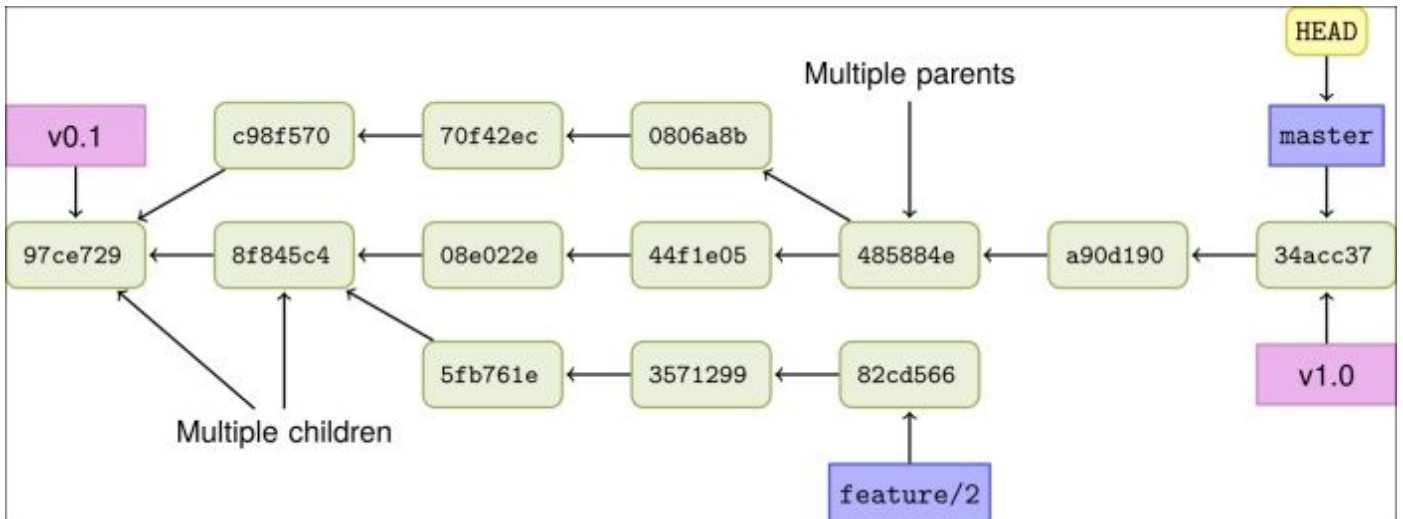 HEAD
Multiple parents
v0.1
c98f570
70f42ec
0806a8b
master
97ce729
8f845c4
08e022e
44f1e05
485884e
a90d190
34acc37
5fb761e
3571299
82cd566
v1.0
Multiple children
feature/2